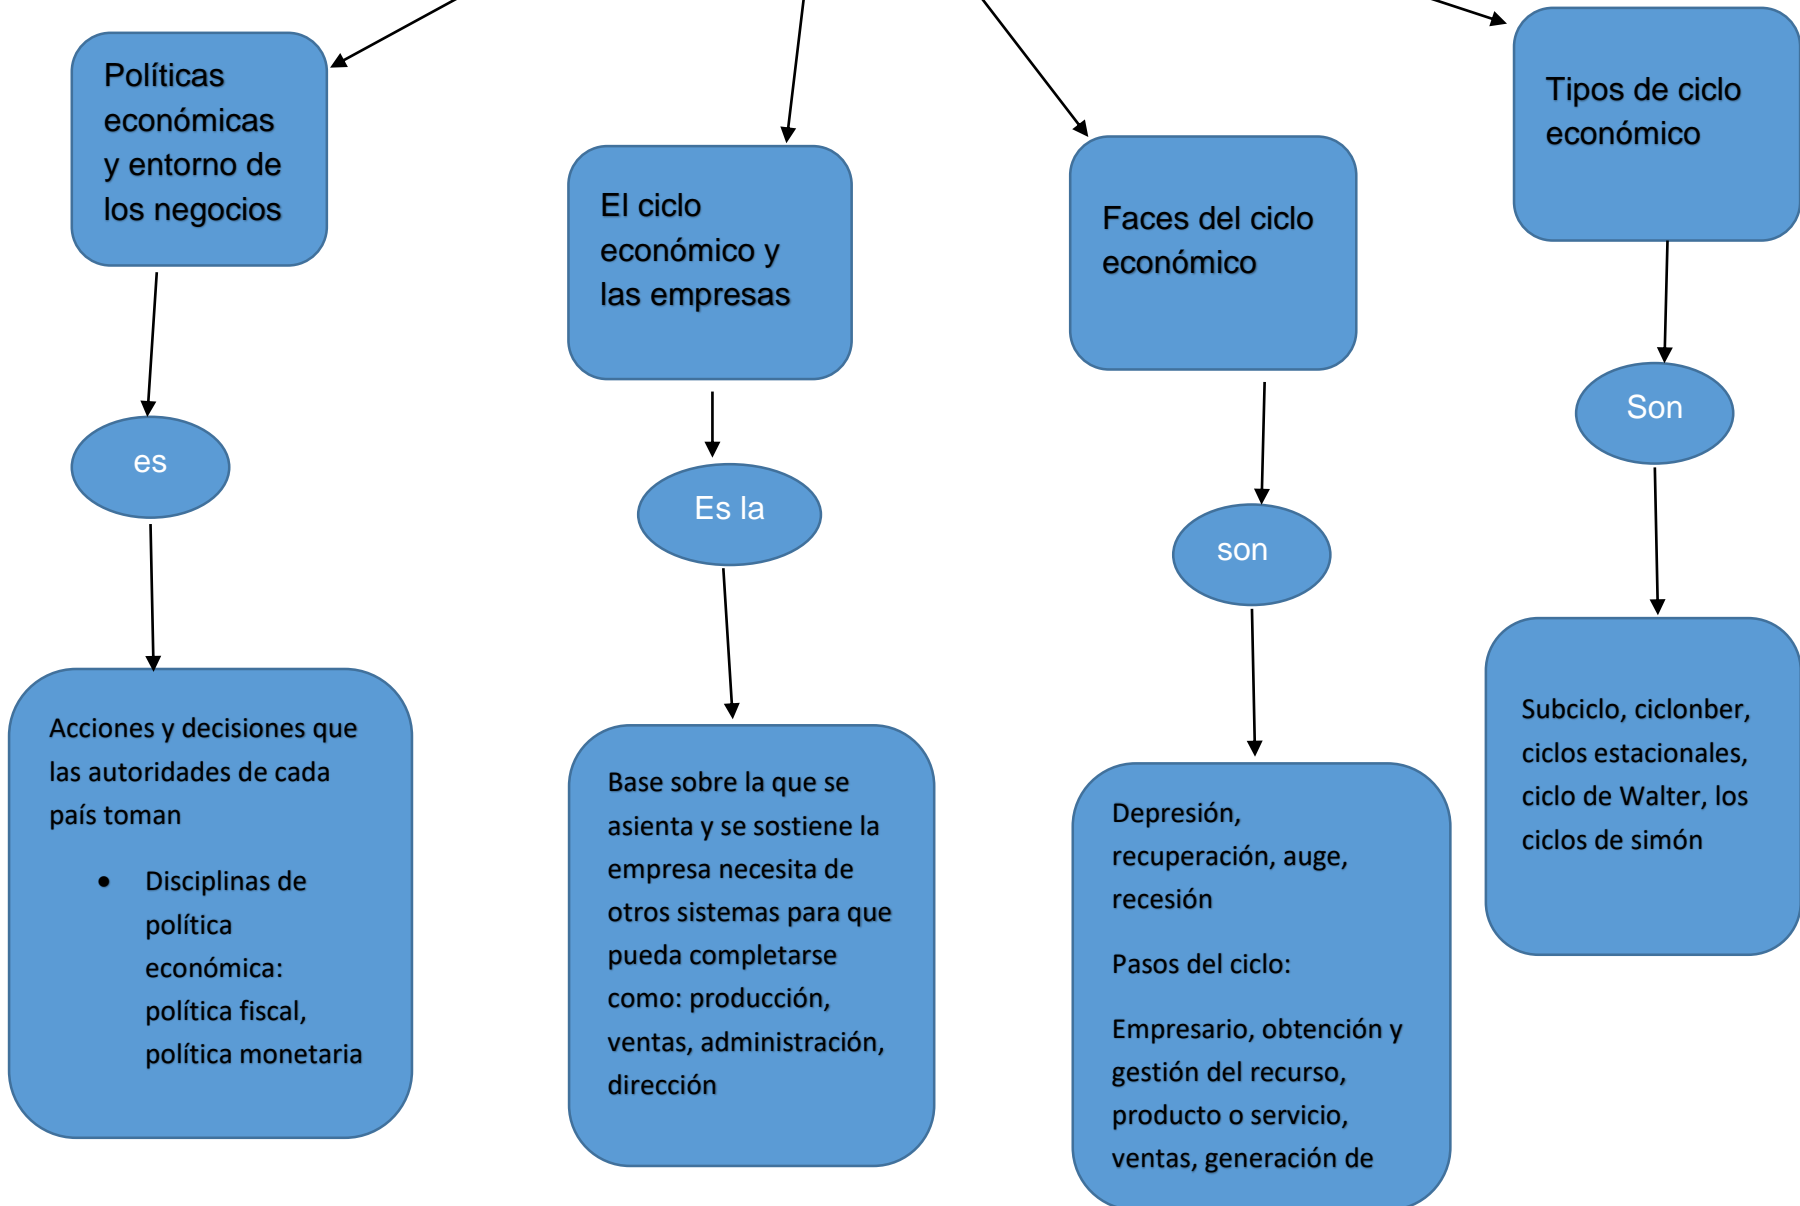 Políticas
económicas
y entorno de
los negocios
es
Acciones y decisiones que
las autoridades de cada
país toman
• Disciplinas de
política
económica:
política fiscal,
política monetaria
El ciclo
económico y
las empresas
Es la
Base sobre la que se
asienta y se sostiene la
empresa necesita de
otros sistemas para que
pueda completarse
como: producción,
ventas, administración,
dirección
Faces del ciclo
económico
son
Depresión,
recuperación, auge,
recesión
Pasos del ciclo:
Empresario, obtención y
gestión del recurso,
producto o servicio,
ventas, generación de
Tipos de ciclo
económico
Son
Subciclo, ciclonber,
ciclos estacionales,
ciclo de Walter, los
ciclos de simón